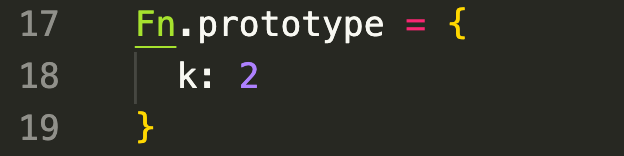 17 Fn.prototype = {
18 k: 2
19 }